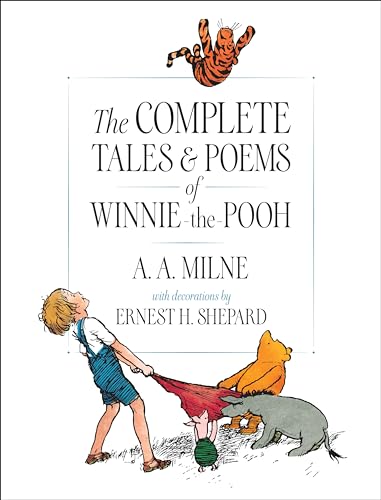 The COMPLETE
TALES & POEMS
of
WINNIE-the-POOH
A. A. MILNE
with decorations by
ERNEST H. SHEPARD